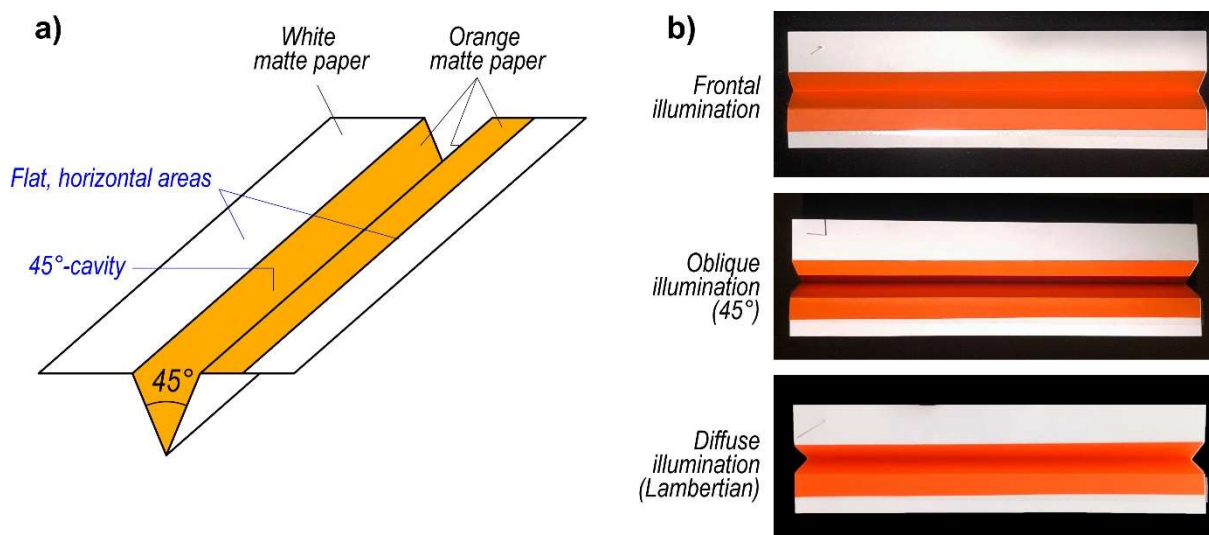 a)
White
matte paper
Orange
matte paper
Flat, horizontal areas
45°-cavity
45°
b)
Frontal
illumination
Oblique
illumination
(45°)
Diffuse
illumination
(Lambertian)